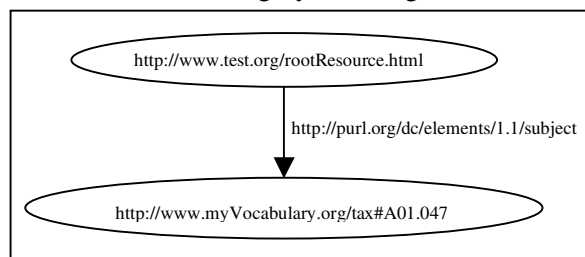 http://www.test.org/rootResource.html
http://purl.org/dc/elements/1.1/subject
http://www.myVocabulary.org/tax#A01.047